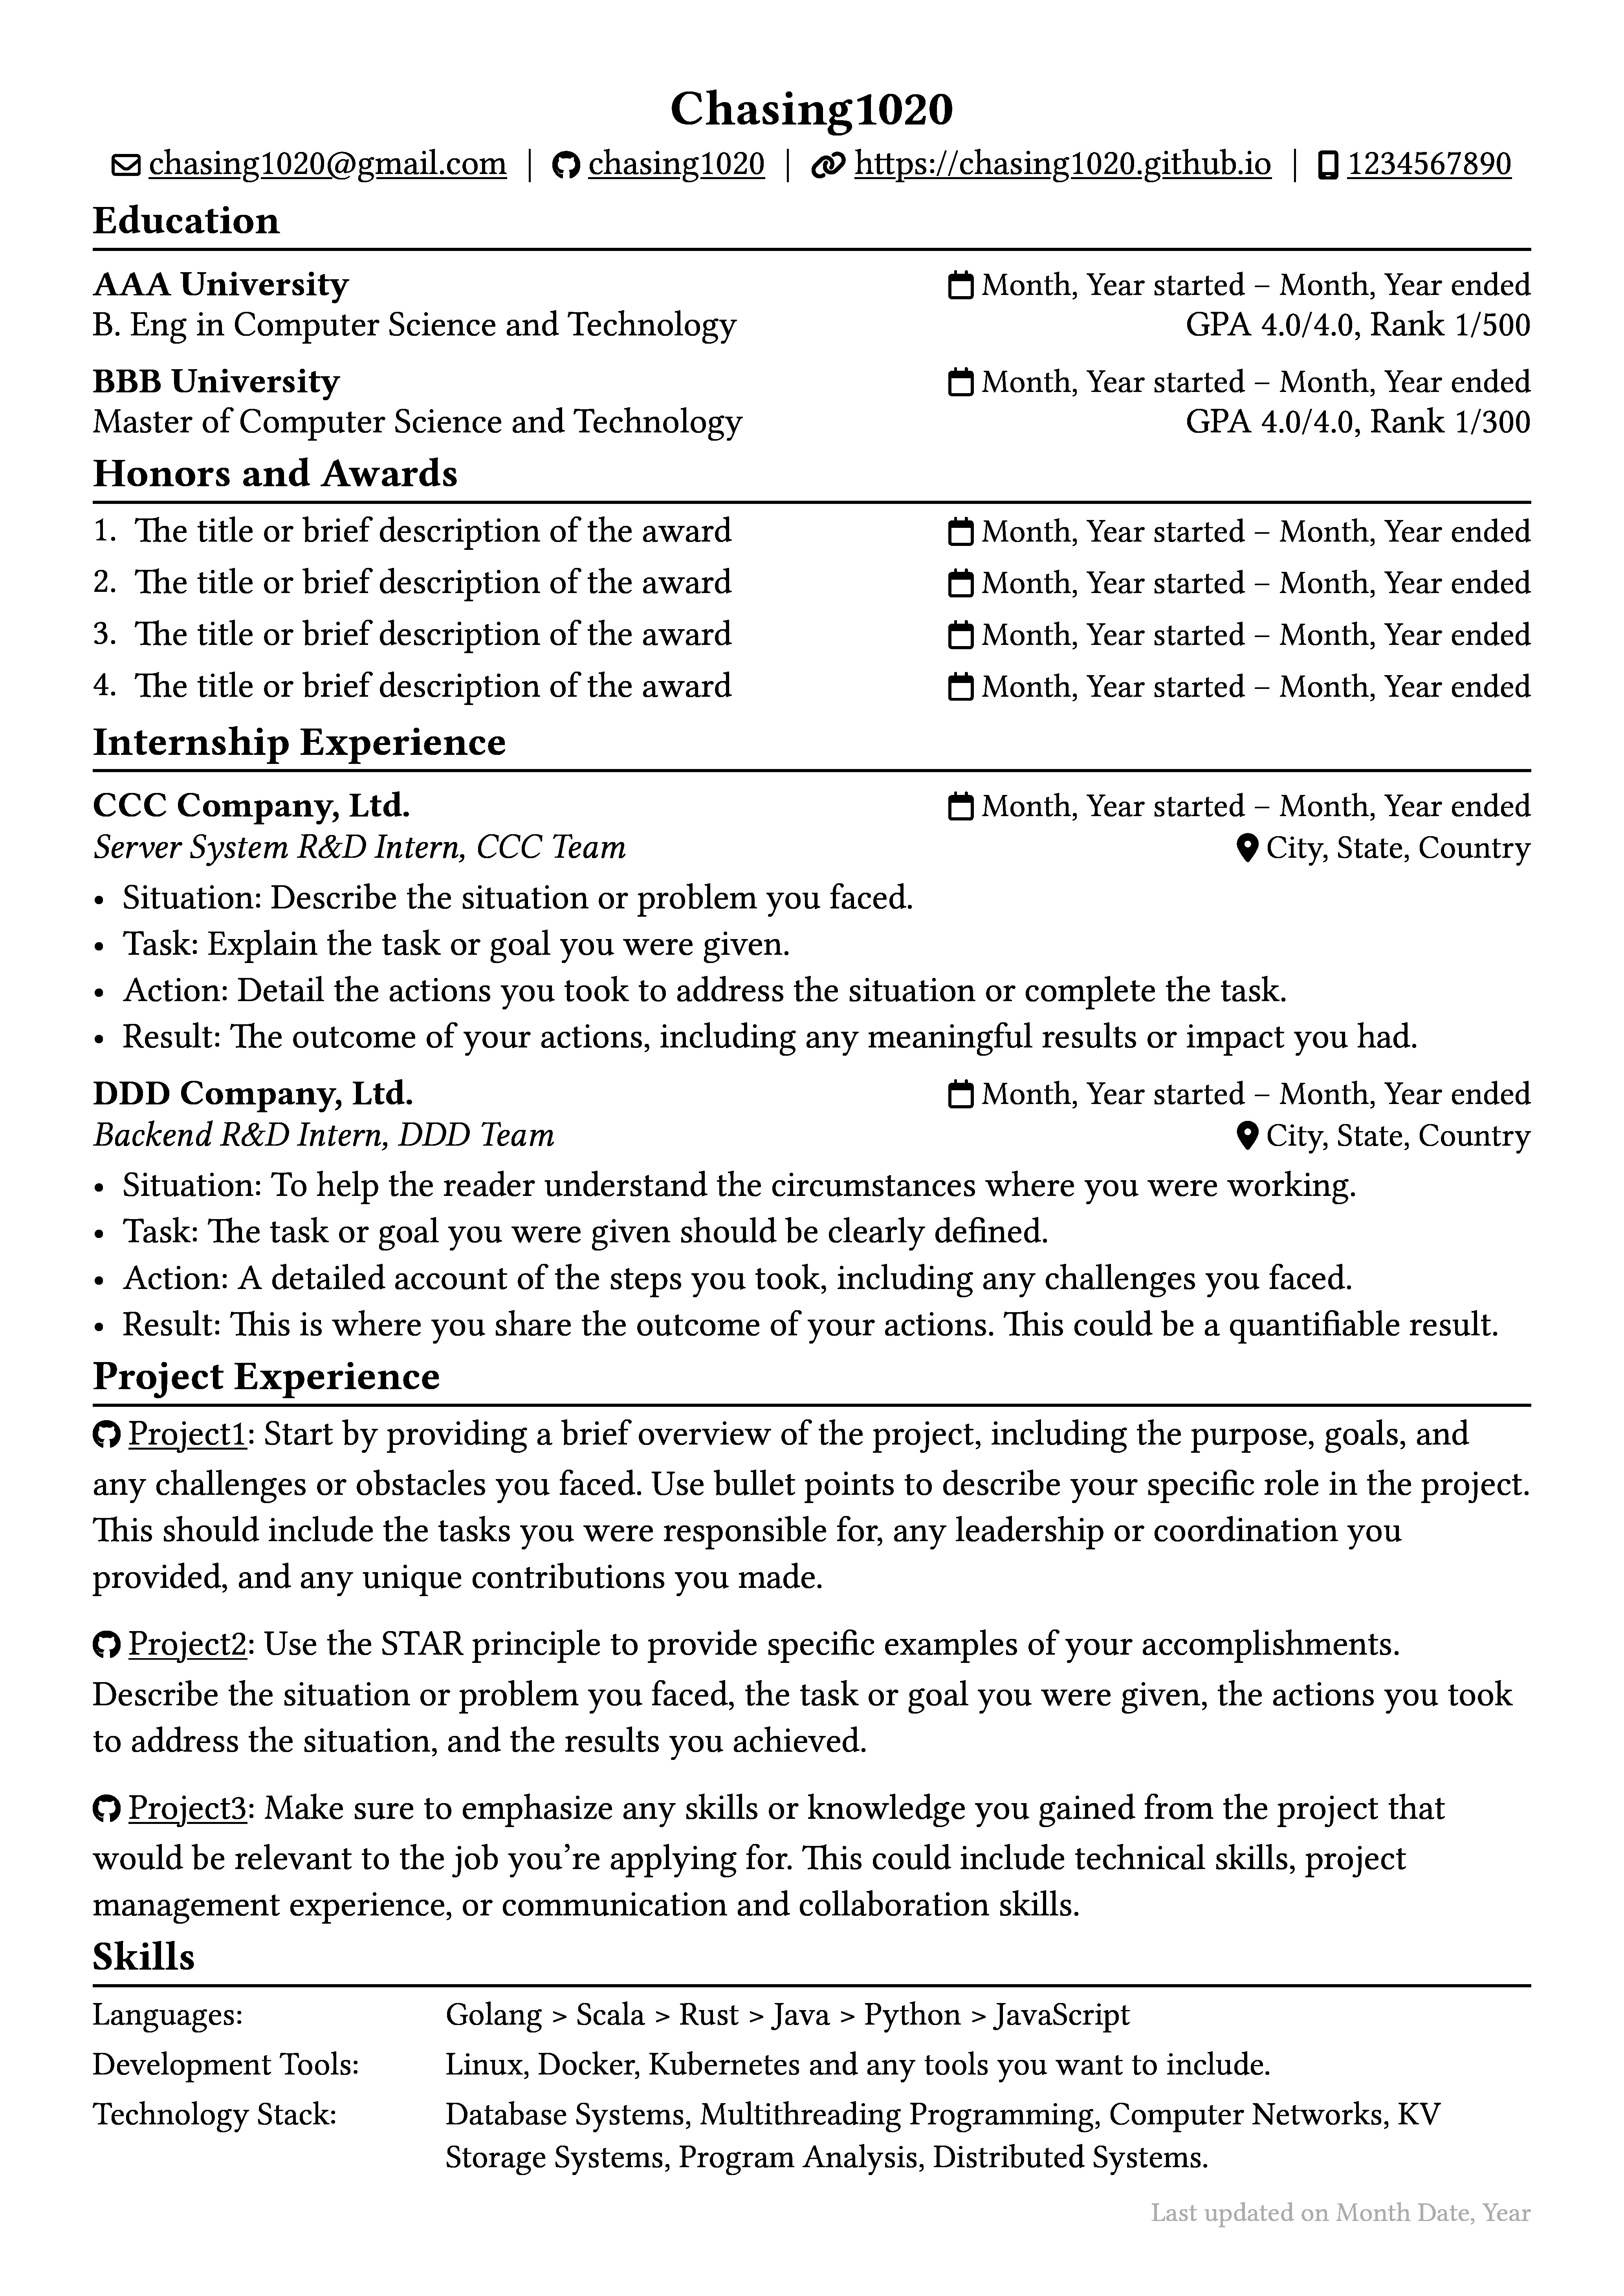 Chasing1020
chasing1020@gmail.com | chasing1020 | https://chasing1020.github.io | 1234567890
Education
AAA University Month, Year started – Month, Year ended
B. Eng in Computer Science and Technology GPA 4.0/4.0, Rank 1/500
BBB University Month, Year started – Month, Year ended
Master of Computer Science and Technology GPA 4.0/4.0, Rank 1/300
Honors and Awards
1. The title or brief description of the award Month, Year started – Month, Year ended
2. The title or brief description of the award Month, Year started – Month, Year ended
3. The title or brief description of the award Month, Year started – Month, Year ended
4. The title or brief description of the award Month, Year started – Month, Year ended
Internship Experience
CCC Company, Ltd. Month, Year started – Month, Year ended
Server System R&D Intern, CCC Team City, State, Country
• Situation: Describe the situation or problem you faced.
• Task: Explain the task or goal you were given.
• Action: Detail the actions you took to address the situation or complete the task.
• Result: The outcome of your actions, including any meaningful results or impact you had.
DDD Company, Ltd. Month, Year started – Month, Year ended
Backend R&D Intern, DDD Team City, State, Country
• Situation: To help the reader understand the circumstances where you were working.
• Task: The task or goal you were given should be clearly defined.
• Action: A detailed account of the steps you took, including any challenges you faced.
• Result: This is where you share the outcome of your actions. This could be a quantifiable result.
Project Experience
Project1: Start by providing a brief overview of the project, including the purpose, goals, and
any challenges or obstacles you faced. Use bullet points to describe your specific role in the project.
This should include the tasks you were responsible for, any leadership or coordination you
provided, and any unique contributions you made.
Project2: Use the STAR principle to provide specific examples of your accomplishments.
Describe the situation or problem you faced, the task or goal you were given, the actions you took
to address the situation, and the results you achieved.
Project3: Make sure to emphasize any skills or knowledge you gained from the project that
would be relevant to the job you’re applying for. This could include technical skills, project
management experience, or communication and collaboration skills.
Skills
Languages: Golang > Scala > Rust > Java > Python > JavaScript
Development Tools: Linux, Docker, Kubernetes and any tools you want to include.
Technology Stack: Database Systems, Multithreading Programming, Computer Networks, KV
Storage Systems, Program Analysis, Distributed Systems.
Last updated on Month Date, Year